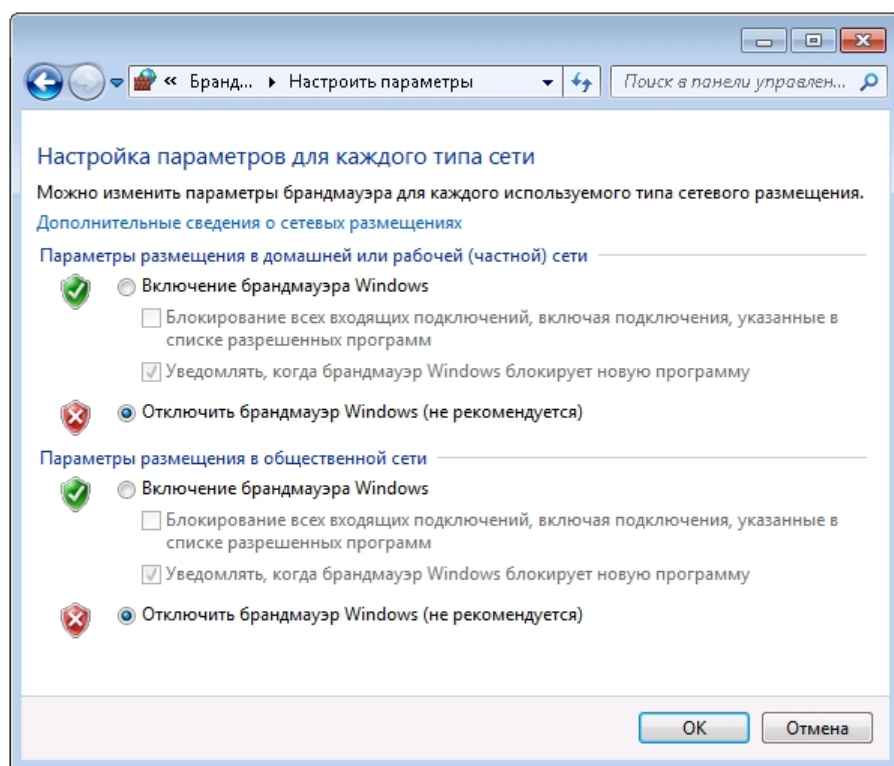 « Бранд... Настроить параметры Поиск в панели управлен...
Настройка параметров для каждого типа сети
Можно изменить параметры брандмауэра для каждого используемого типа сетевого размещения.
Дополнительные сведения о сетевых размещениях
Параметры размещения в домашней или рабочей (частной) сети
Включение брандмауэра Windows
Блокирование всех входящих подключений, включая подключения, указанные в
списке разрешенных программ
Уведомлять, когда брандмауэр Windows блокирует новую программу
Отключить брандмауэр Windows (не рекомендуется)
Параметры размещения в общественной сети
Включение брандмауэра Windows
Блокирование всех входящих подключений, включая подключения, указанные в
списке разрешенных программ
Уведомлять, когда брандмауэр Windows блокирует новую программу
Отключить брандмауэр Windows (не рекомендуется)
ОК Отмена